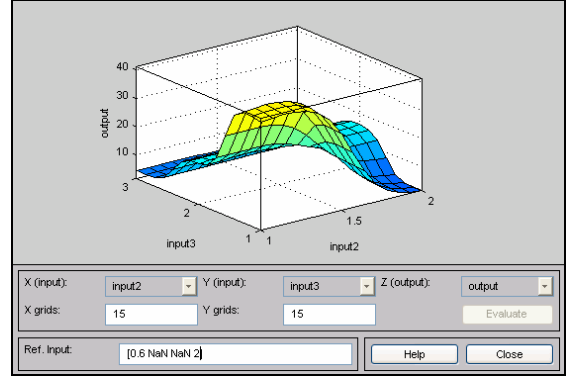 40
30
20
10
output
3
2
1
input3
1
1.5
2
input2
X (input): input2 Y (input): input3 Z (output): output
X grids: 15 Y grids: 15 Evaluate
Ref. Input: [0.6 NaN NaN 2] Help Close